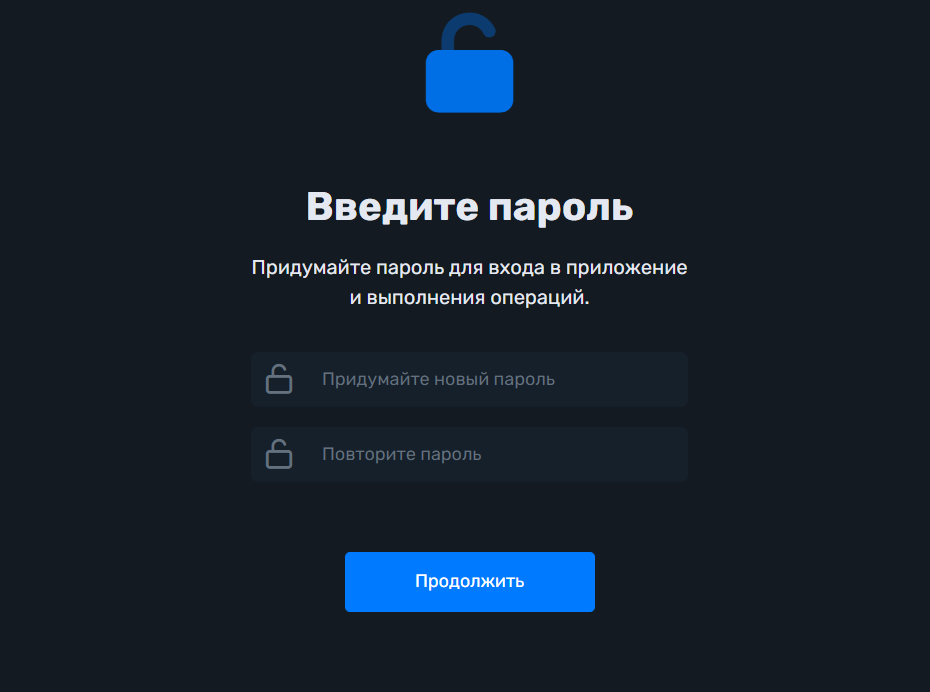 Введите пароль
Придумайте пароль для входа в приложение
и выполнения операций.
Придумайте новый пароль
Повторите пароль
Продолжить